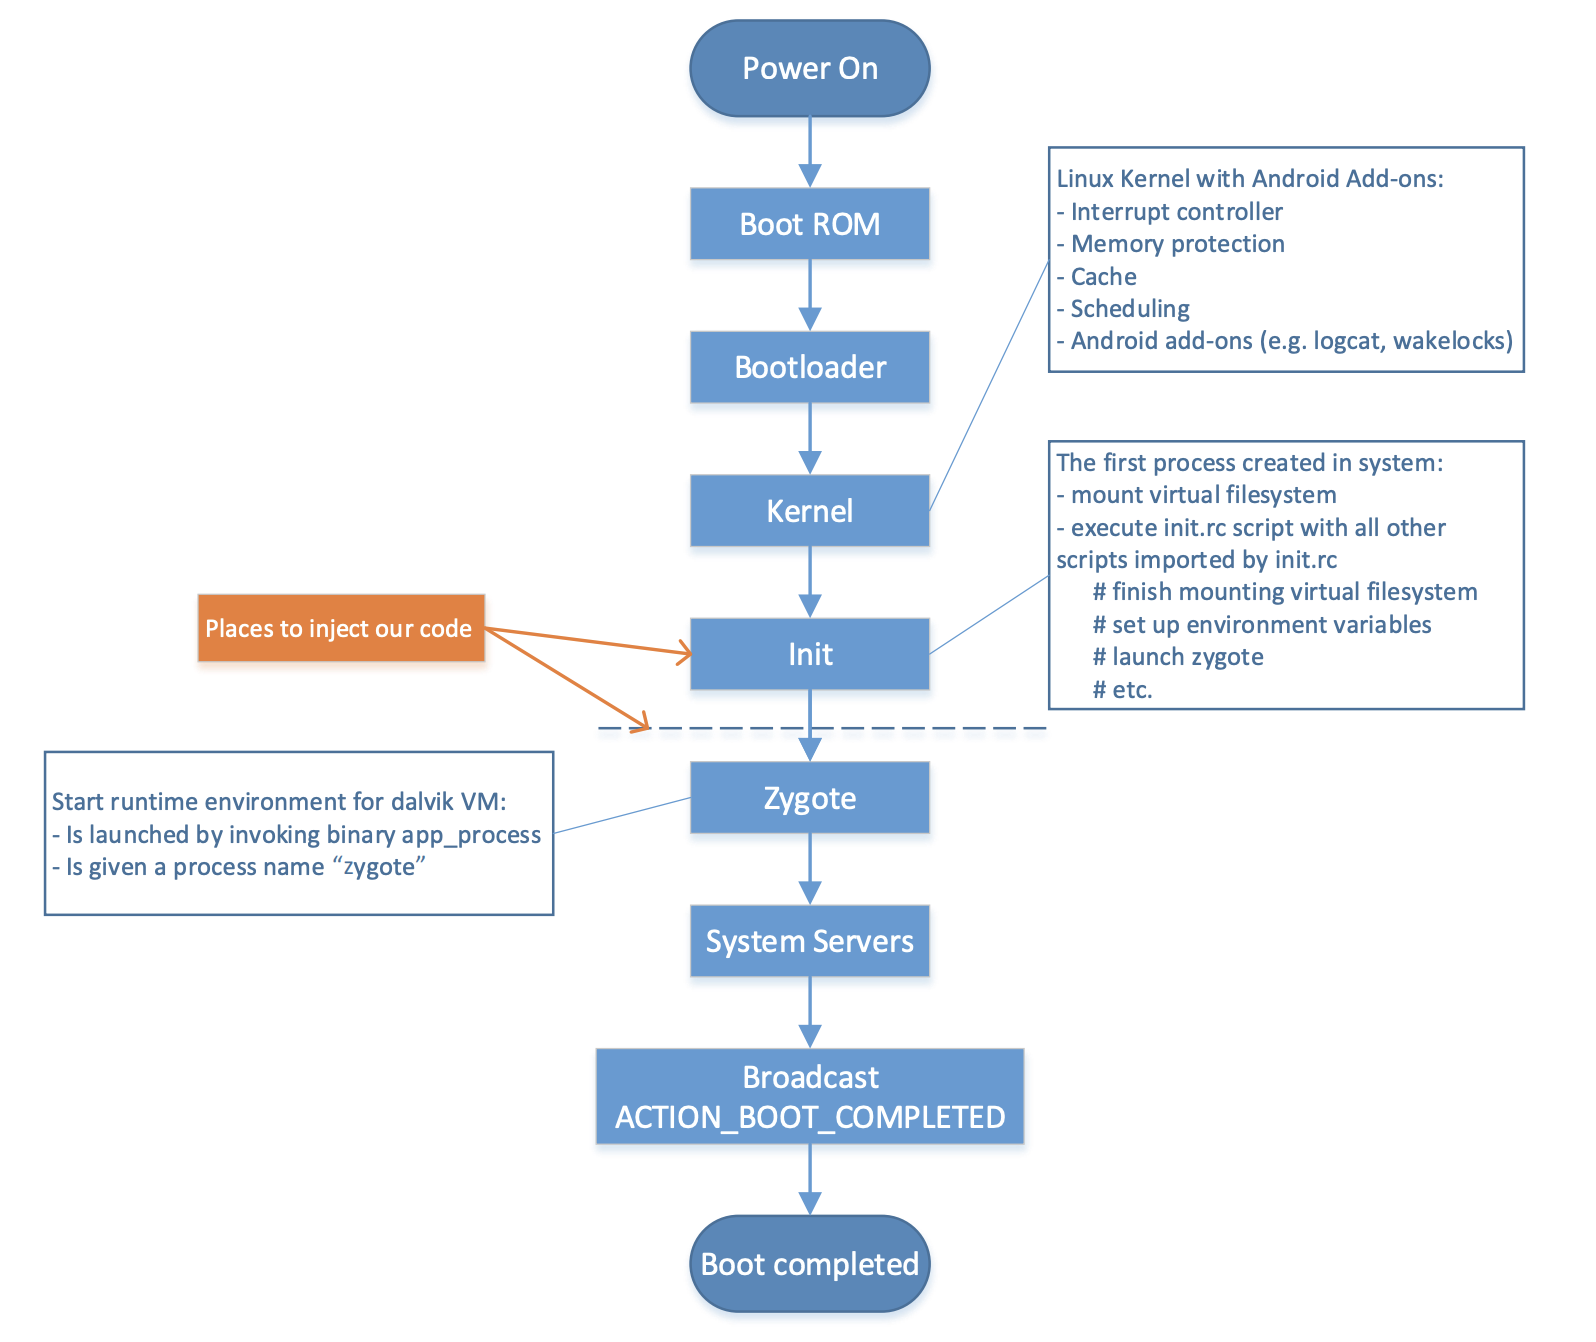 Power On
Boot ROM
Linux Kernel with Android Add-ons:
- Interrupt controller
- Memory protection
- Cache
- Scheduling
- Android add-ons (e.g. logcat, wakelocks)
Bootloader
Kernel
The first process created in system:
- mount virtual filesystem
- execute init.rc script with all other
scripts imported by init.rc
# finish mounting virtual filesystem
# set up environment variables
# launch zygote
# etc.
Places to inject our code
Init
Start runtime environment for dalvik VM:
- Is launched by invoking binary app_process
- Is given a process name “zygote”
Zygote
System Servers
Broadcast
ACTION_BOOT_COMPLETED
Boot completed